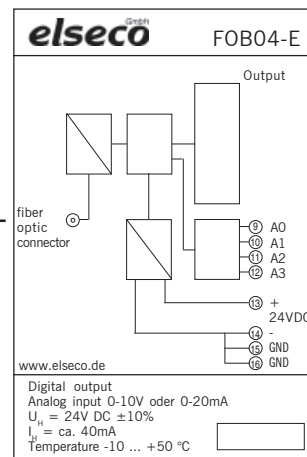 elseco GmbH
FOB04-E
Output
fiber
optic
connector
9 A0
10 A1
11 A2
12 A3
13 +
24VDC
14 -
15 GND
16 GND
www.elseco.de
Digital output
Analog input 0-10V oder 0-20mA
U_H = 24V DC ±10%
I_H = ca. 40mA
Temperature -10 ... +50 °C